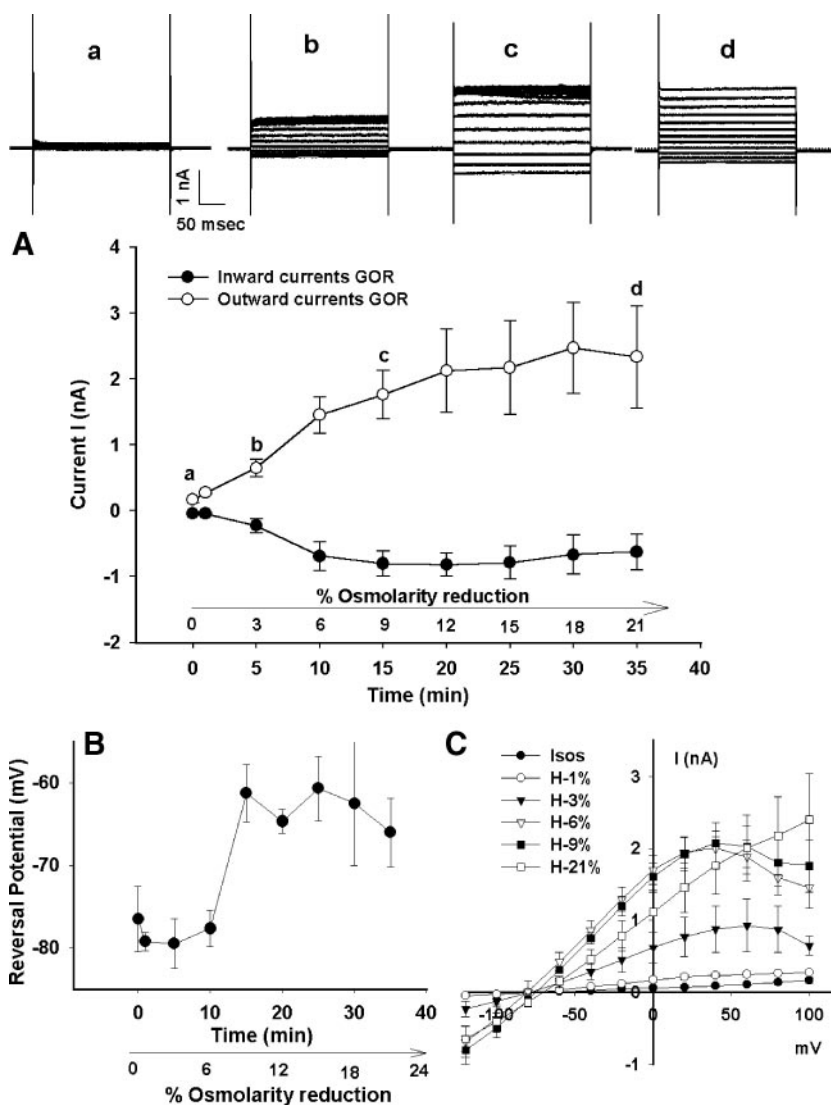 a b c d
1 nA
50 msec
A
4
Inward currents GOR
3
Outward currents GOR
d
c
2
b
1
a
0
-1
-2
Current I (nA)
% Osmolarity reduction
0 3 6 9 12 15 18 21
0 5 10 15 20 25 30 35 40
Time (min)
B
-60
-70
-80
Reversal Potential (mV)
0 10 20 30 40
Time (min)
0 6 12 18 24
% Osmolarity reduction
C
Isos
H-1%
H-3%
H-6%
H-9%
H-21%
I (nA)
3
2
1
0
-1
-100 -50 0 50 100
mV